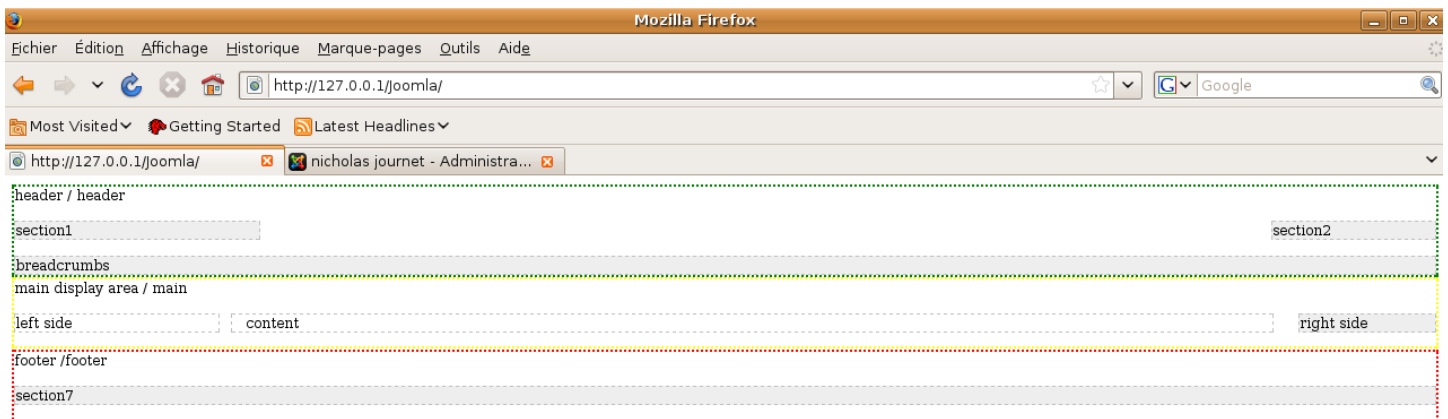 Mozilla Firefox
Fichier Édition Affichage Historique Marque-pages Outils Aide
http://127.0.0.1/Joomla/ G Google
Most Visited Getting Started Latest Headlines
http://127.0.0.1/Joomla/ nicholas journet - Administra...
header / header
section1 section2
breadcrumbs
main display area / main
left side content right side
footer /footer
section7